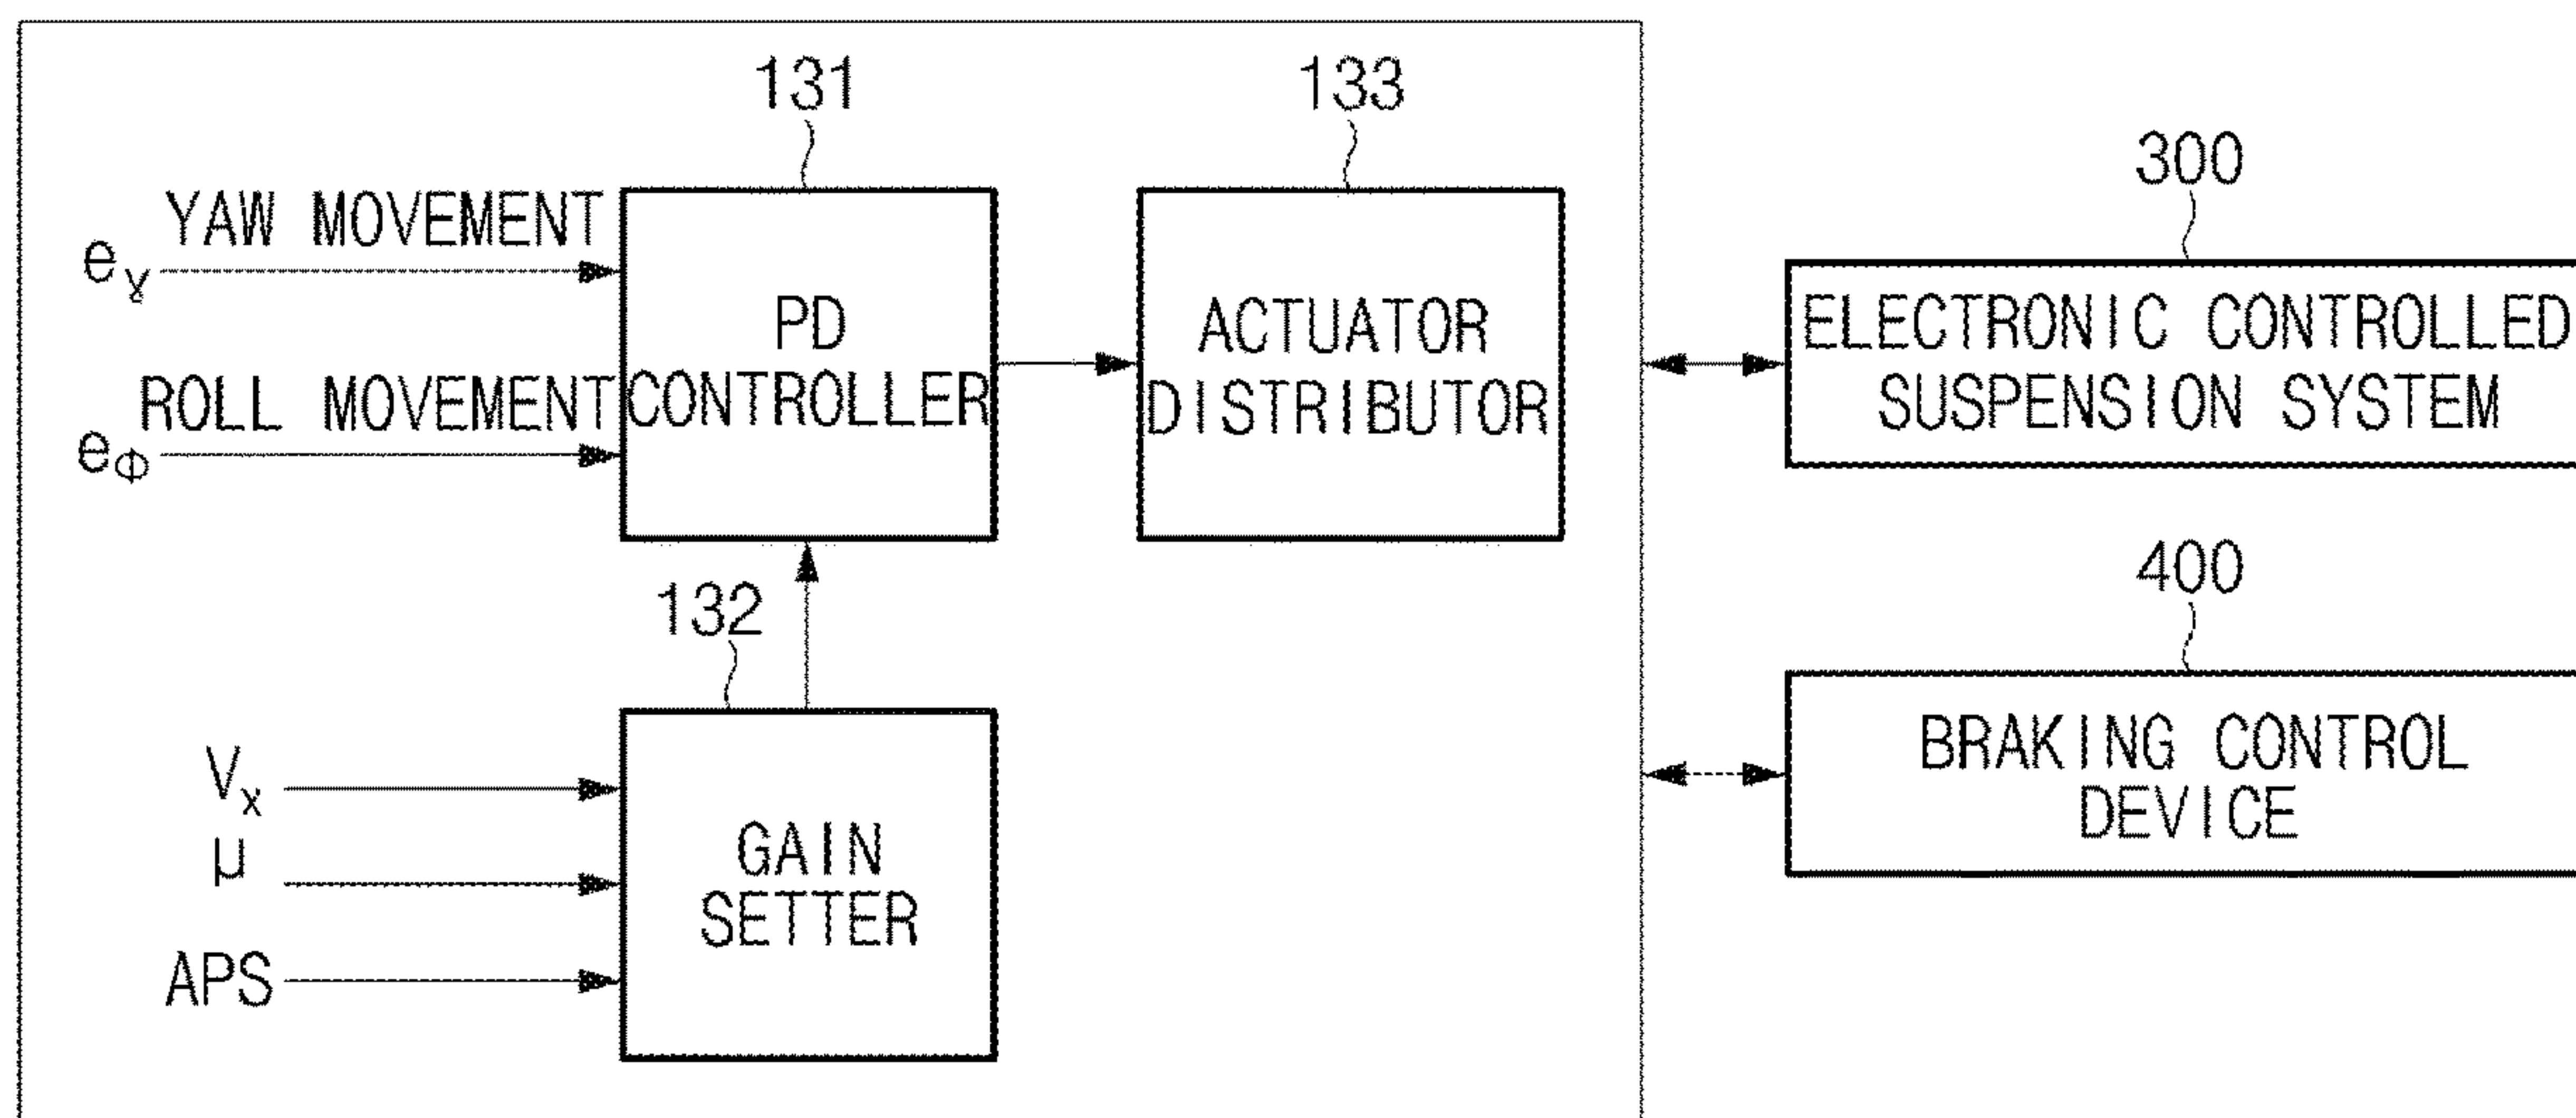 131
133
300
YAW MOVEMENT
eγ
PD
CONTROLLER
ACTUATOR
DISTRIBUTOR
ELECTRONIC CONTROLLED
SUSPENSION SYSTEM
ROLL MOVEMENT
eΦ
132
400
Vx
μ
APS
GAIN
SETTER
BRAKING CONTROL
DEVICE